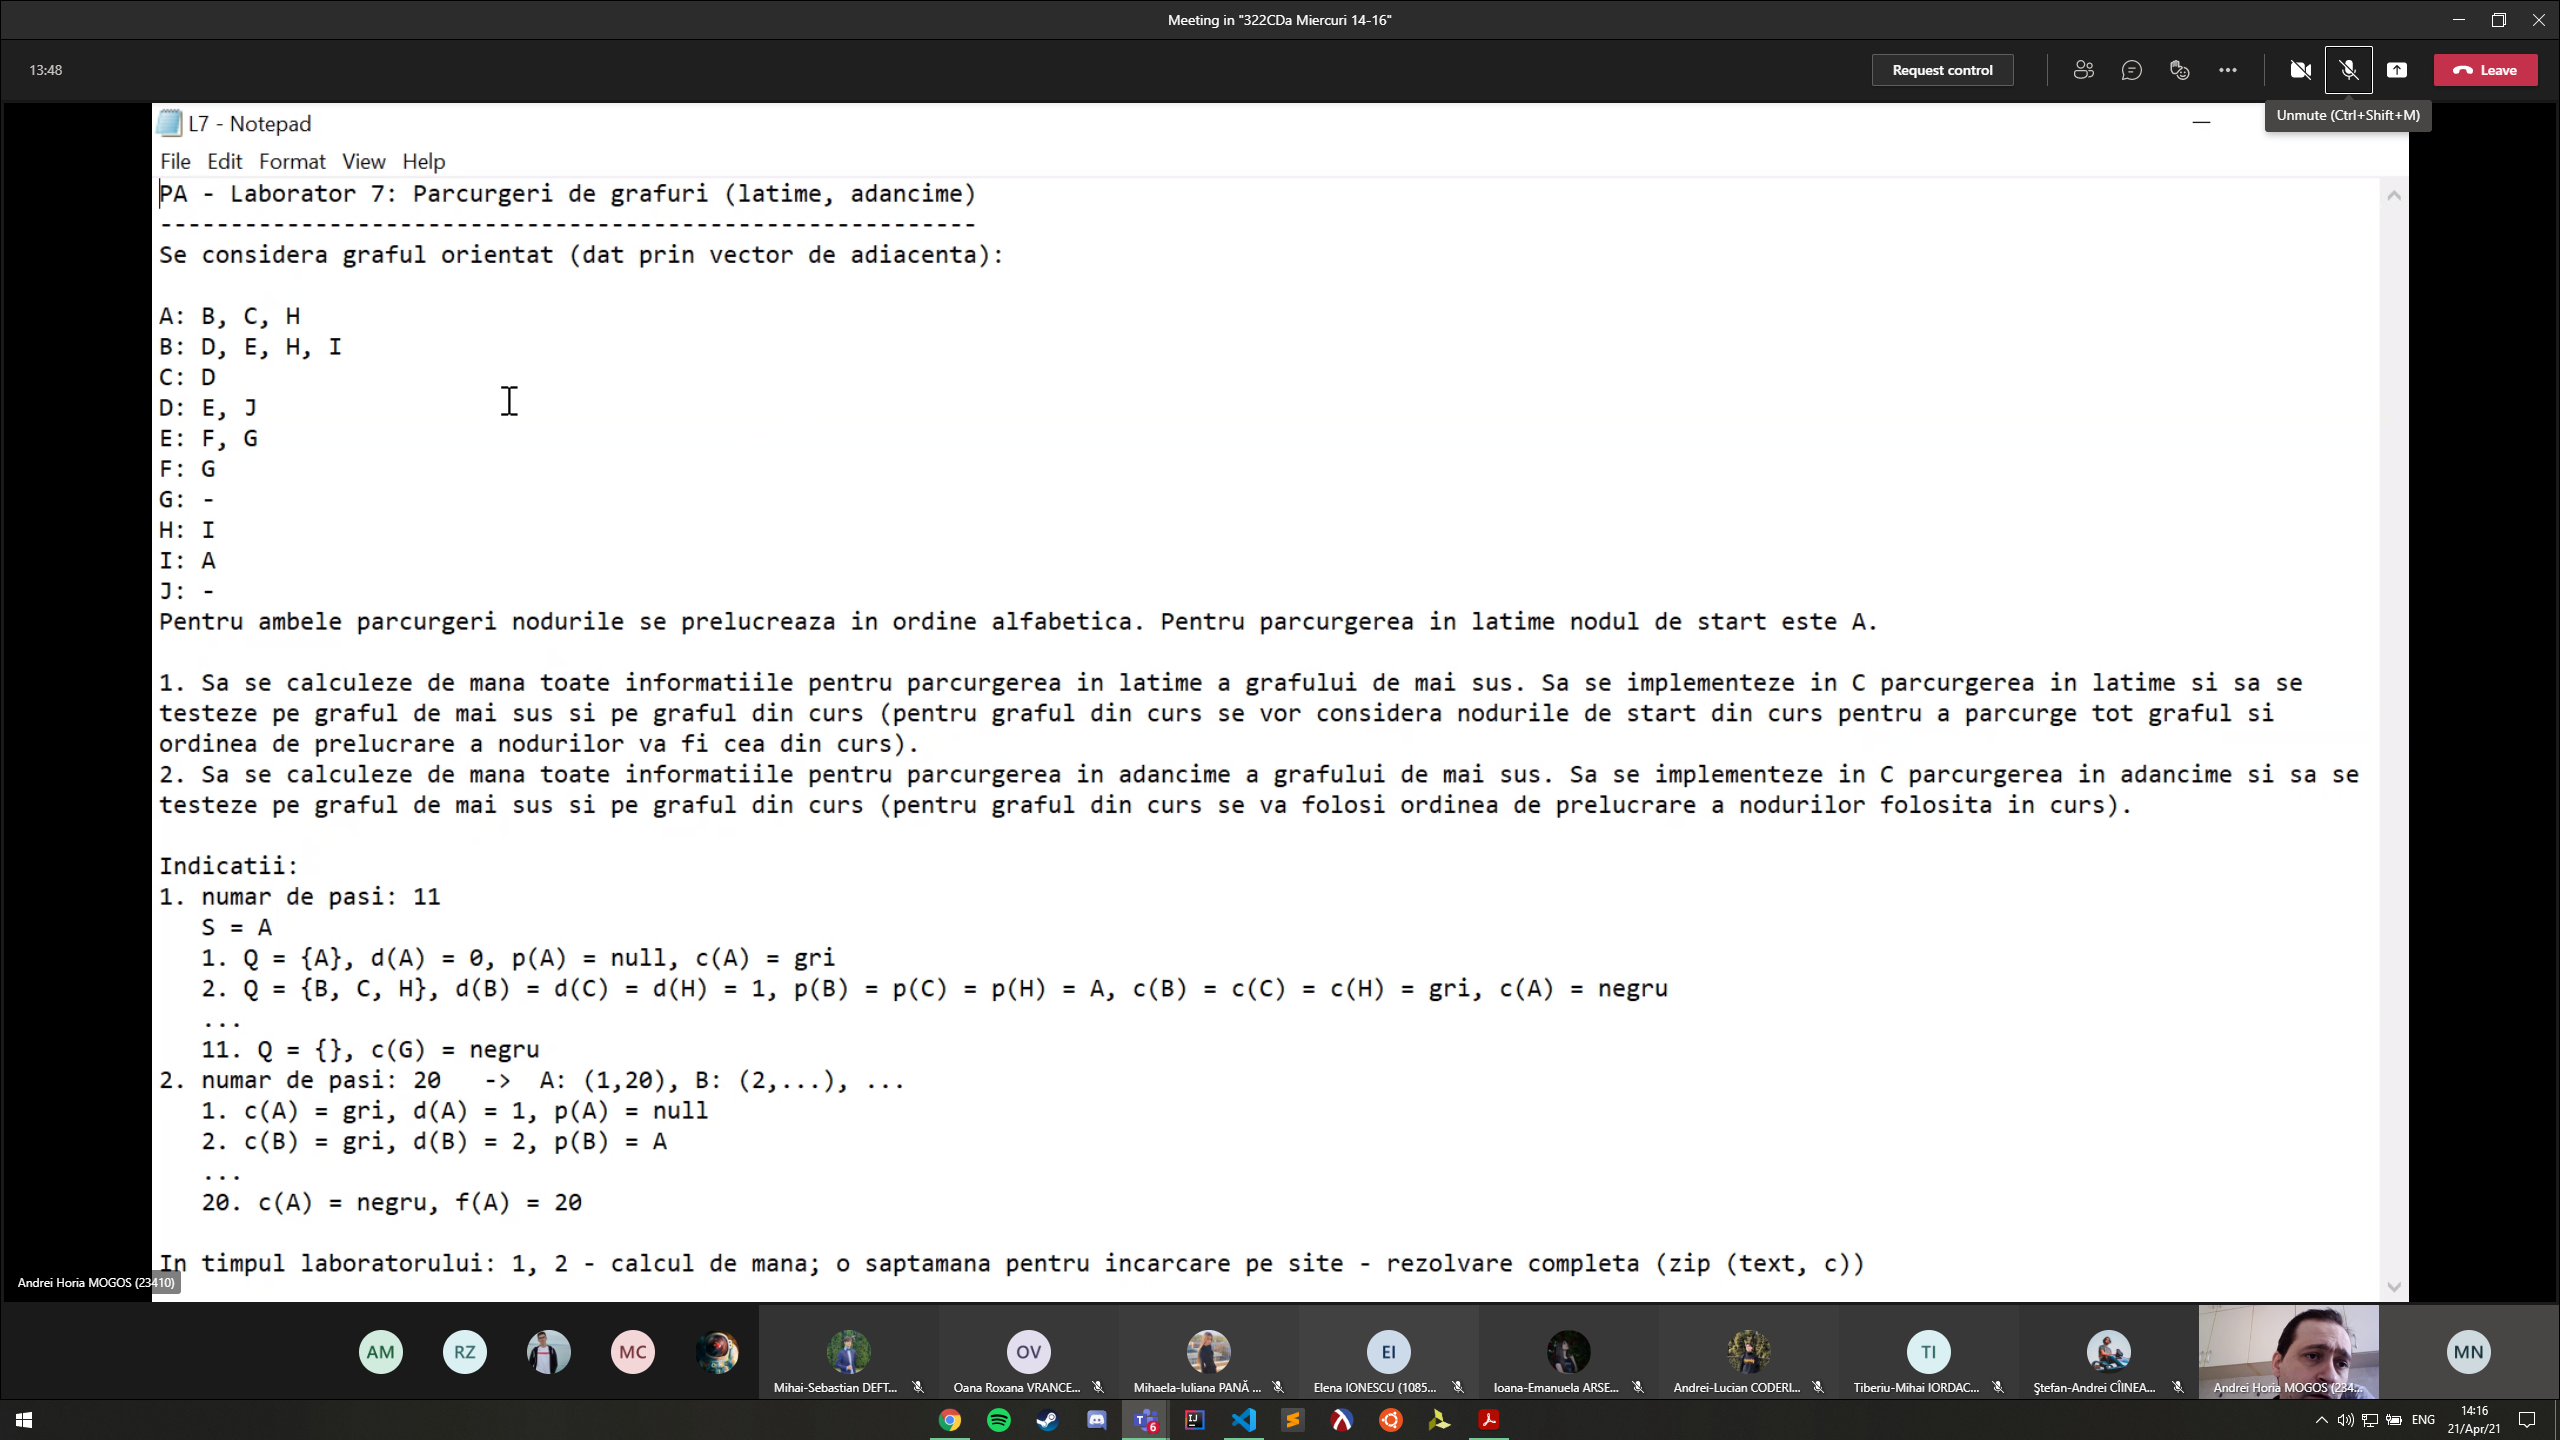 Meeting in "322CDa Miercuri 14-16"
13:48
Request control
Leave
Unmute (Ctrl+Shift+M)
L7 - Notepad
File Edit Format View Help
PA - Laborator 7: Parcurgeri de grafuri (latime, adancime)
----------------------------------------------------------
Se considera graful orientat (dat prin vector de adiacenta):
A: B, C, H
B: D, E, H, I
C: D
D: E, J
E: F, G
F: G
G: -
H: I
I: A
J: -
Pentru ambele parcurgeri nodurile se prelucreaza in ordine alfabetica. Pentru parcurgerea in latime nodul de start este A.
1. Sa se calculeze de mana toate informatiile pentru parcurgerea in latime a grafului de mai sus. Sa se implementeze in C parcurgerea in latime si sa se
testeze pe graful de mai sus si pe graful din curs (pentru graful din curs se vor considera nodurile de start din curs pentru a parcurge tot graful si
ordinea de prelucrare a nodurilor va fi cea din curs).
2. Sa se calculeze de mana toate informatiile pentru parcurgerea in adancime a grafului de mai sus. Sa se implementeze in C parcurgerea in adancime si sa se
testeze pe graful de mai sus si pe graful din curs (pentru graful din curs se va folosi ordinea de prelucrare a nodurilor folosita in curs).
Indicatii:
1. numar de pasi: 11
S = A
1. Q = {A}, d(A) = 0, p(A) = null, c(A) = gri
2. Q = {B, C, H}, d(B) = d(C) = d(H) = 1, p(B) = p(C) = p(H) = A, c(B) = c(C) = c(H) = gri, c(A) = negru
...
11. Q = {}, c(G) = negru
2. numar de pasi: 20 -> A: (1,20), B: (2,...), ...
1. c(A) = gri, d(A) = 1, p(A) = null
2. c(B) = gri, d(B) = 2, p(B) = A
...
20. c(A) = negru, f(A) = 20
In timpul laboratorului: 1, 2 - calcul de mana; o saptamana pentru incarcare pe site - rezolvare completa (zip (text, c))
Andrei Horia MOGOS (23410)
AM RZ MC OV EI TI MN
Mihai-Sebastian DEFT... Oana Roxana VRANCE... Mihaela-Iuliana PANĂ ... Elena IONESCU (1085... Ioana-Emanuela ARSE... Andrei-Lucian CODERI... Tiberiu-Mihai IORDAC... Ștefan-Andrei CÎINEA... Andrei Horia MOGOS (234...
6
ENG
14:16
21/Apr/21